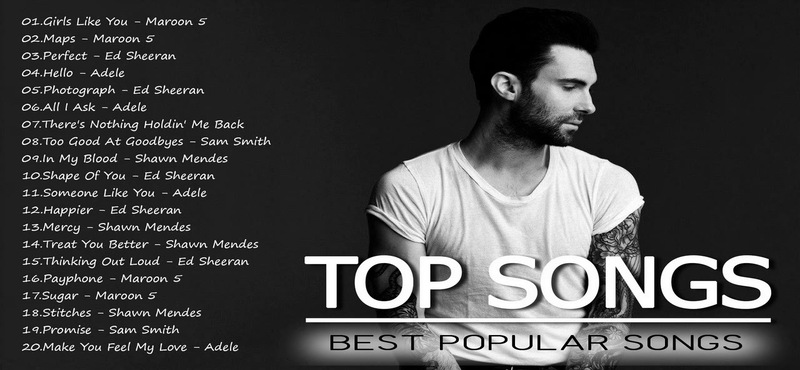 01.Girls Like You - Maroon 5
02.Maps - Maroon 5
03.Perfect - Ed Sheeran
04.Hello - Adele
05.Photograph - Ed Sheeran
06.All I Ask - Adele
07.There's Nothing Holdin' Me Back
08.Too Good At Goodbyes - Sam Smith
09.In My Blood - Shawn Mendes
10.Shape Of You - Ed Sheeran
11.Someone Like You - Adele
12.Happier - Ed Sheeran
13.Mercy - Shawn Mendes
14.Treat You Better - Shawn Mendes
15.Thinking Out Loud - Ed Sheeran
16.Payphone - Maroon 5
17.Sugar - Maroon 5
18.Stitches - Shawn Mendes
19.Promise - Sam Smith
20.Make You Feel My Love - Adele
TOP SONGS
BEST POPULAR SONGS